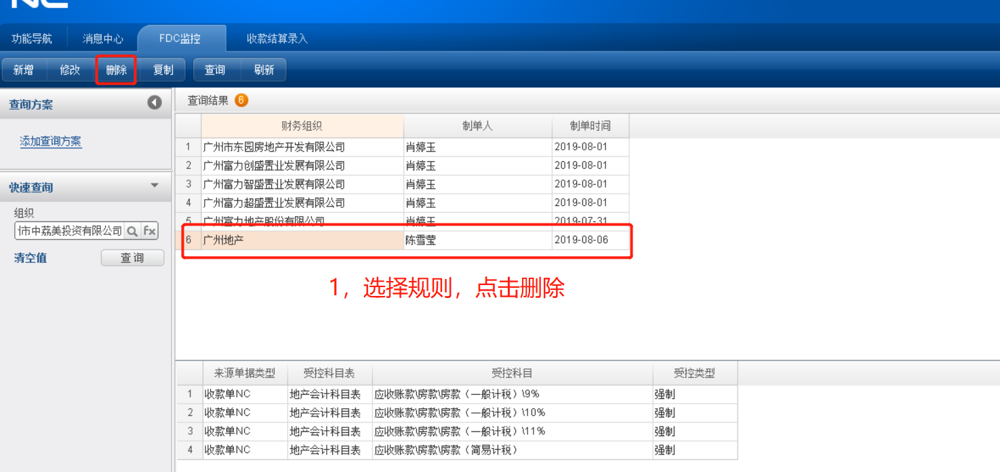 NC
功能导航 消息中心 FDC监控 收款结算录入
新增 修改 删除 复制 查询 刷新
查询方案
添加查询方案
快速查询
组织
市中荔美投资有限公司 fx
清空值 查询
查询结果 6
财务组织 制单人 制单时间
1 广州市东园房地产开发有限公司 肖婷玉 2019-08-01
2 广州富力创盛置业发展有限公司 肖婷玉 2019-08-01
3 广州富力智盛置业发展有限公司 肖婷玉 2019-08-01
4 广州富力超盛置业发展有限公司 肖婷玉 2019-08-01
5 广州富力地产股份有限公司 肖婷玉 2019-07-31
6 广州地产 陈雪莹 2019-08-06
1，选择规则，点击删除
来源单据类型 受控科目表 受控科目 受控类型
1 收款单NC 地产会计科目表 应收账款\房款\房款（一般计税）\9% 强制
2 收款单NC 地产会计科目表 应收账款\房款\房款（一般计税）\10% 强制
3 收款单NC 地产会计科目表 应收账款\房款\房款（一般计税）\11% 强制
4 收款单NC 地产会计科目表 应收账款\房款\房款（简易计税） 强制